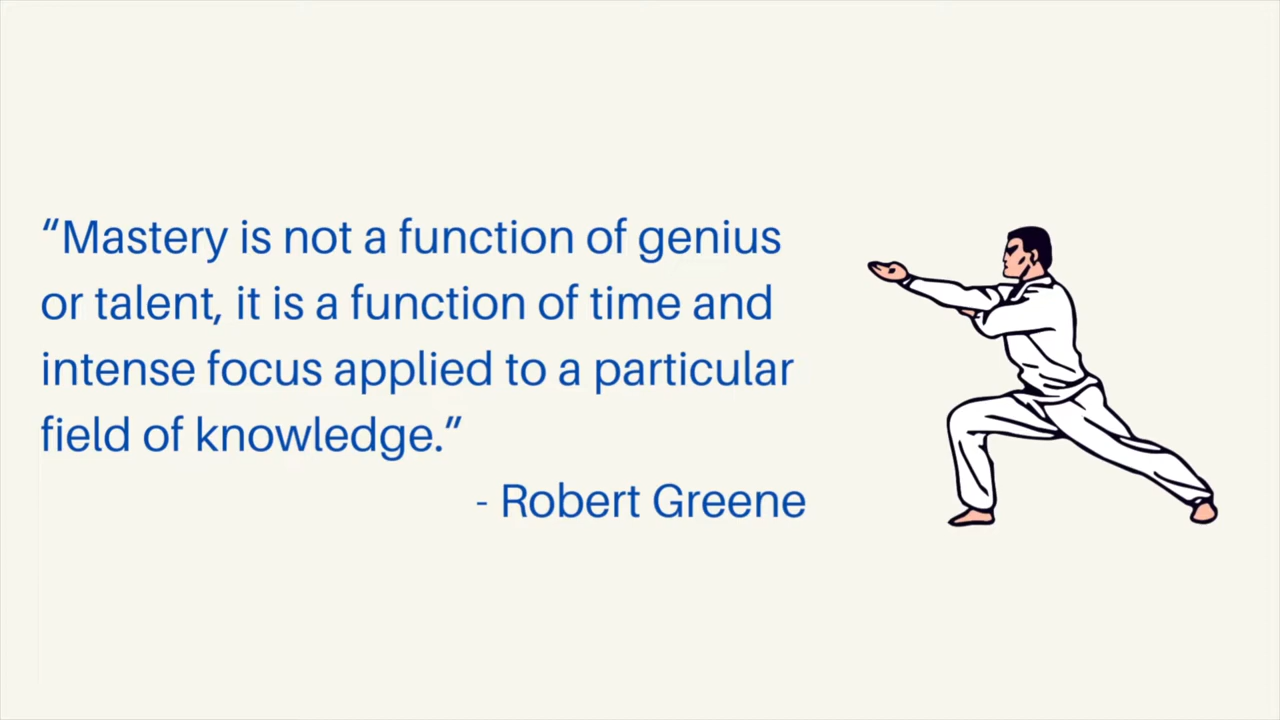 “Mastery is not a function of genius
or talent, it is a function of time and
intense focus applied to a particular
field of knowledge.”
- Robert Greene